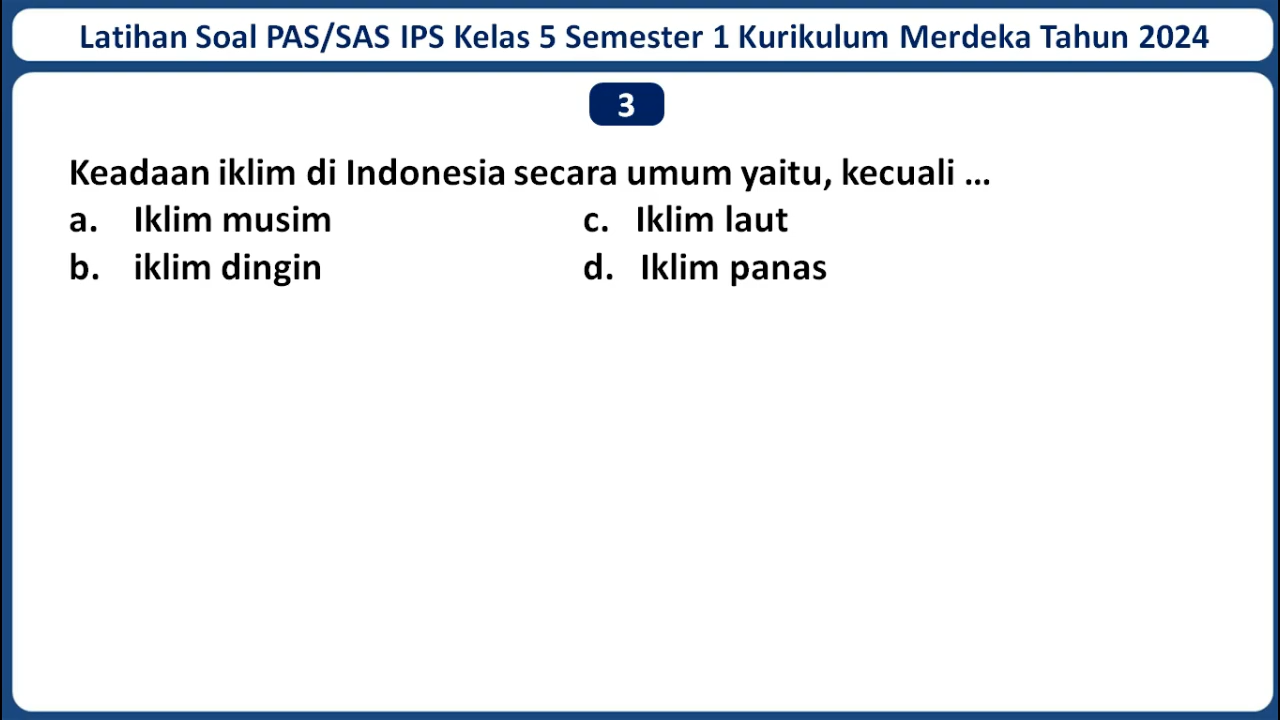 Latihan Soal PAS/SAS IPS Kelas 5 Semester 1 Kurikulum Merdeka Tahun 2024
3
Keadaan iklim di Indonesia secara umum yaitu, kecuali ...
a. Iklim musim c. Iklim laut
b. iklim dingin d. Iklim panas